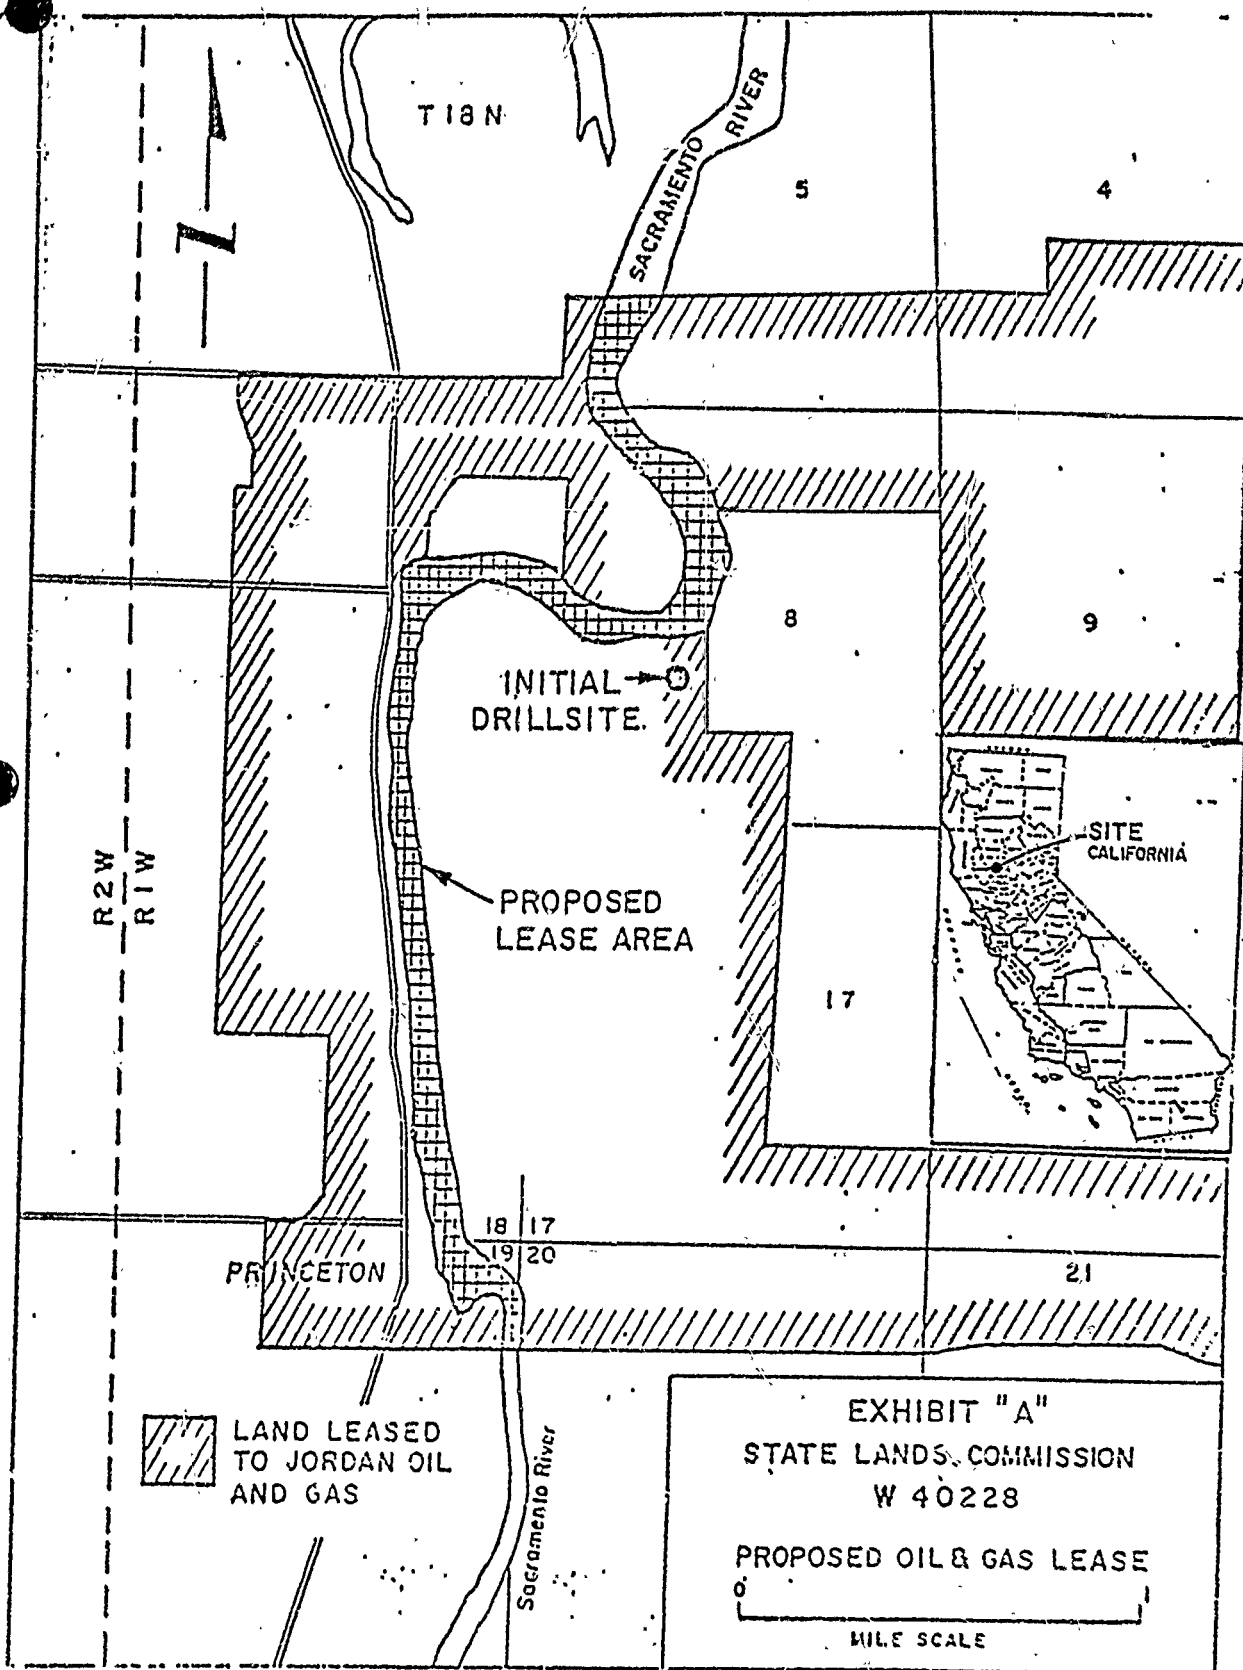 T 18 N
SACRAMENTO RIVER
5
4
Z
8
9
INITIAL
DRILLSITE.
SITE
CALIFORNIA
R2W
R1W
PROPOSED
LEASE AREA
17
18 17
19 20
PRINCETON
21
LAND LEASED
TO JORDAN OIL
AND GAS
Sacramento River
EXHIBIT "A"
STATE LANDS COMMISSION
W 40228
PROPOSED OIL & GAS LEASE
0 1
MILE SCALE